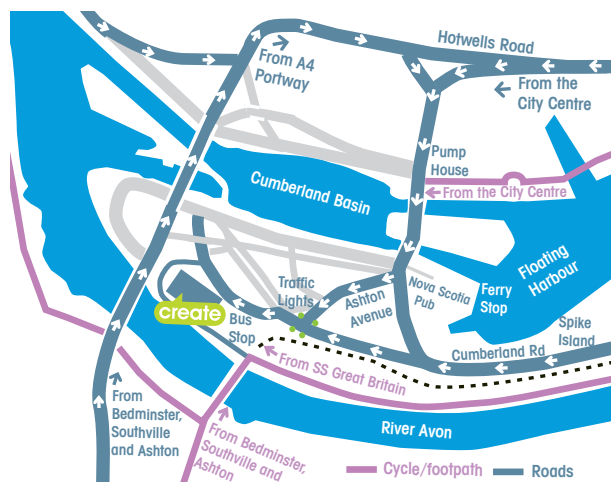 Hotwells Road
From A4
Portway
From the
City Centre
Pump
House
From the City Centre
Cumberland Basin
Floating
Harbour
Nova Scotia
Pub
Ferry
Stop
Traffic
Lights
Ashton
Avenue
create
Bus
Stop
Spike
Island
Cumberland Rd
From SS Great Britain
From
Bedminster,
Southville
and Ashton
From Bedminster,
Southville and
Ashton
River Avon
Cycle/footpath
Roads